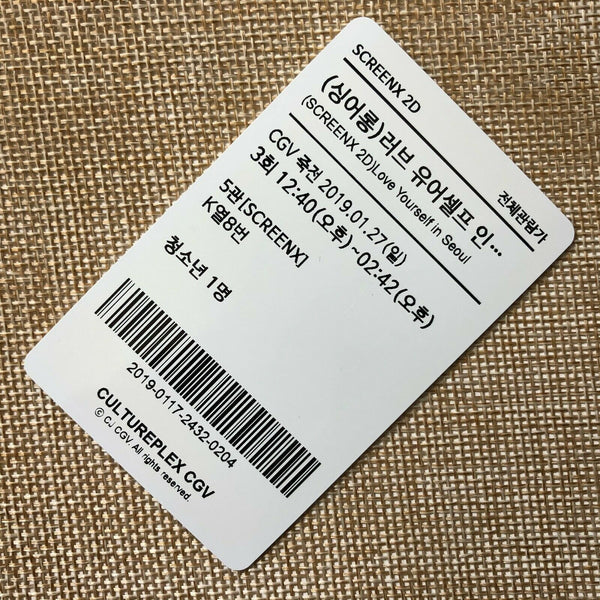 SCREENX 2D
전체관람가
(싱어롱)러브 유어셀프 인...
(SCREENX 2D)Love Yourself in Seoul
CGV 죽전 2019.01.27(일)
3회 12:40(오후)~02:42(오후)
5관[SCREENX]
K열8번
청소년 1명
2019-0117-2432-0204
CULTUREPLEX CGV
© CJ CGV. All rights reserved.